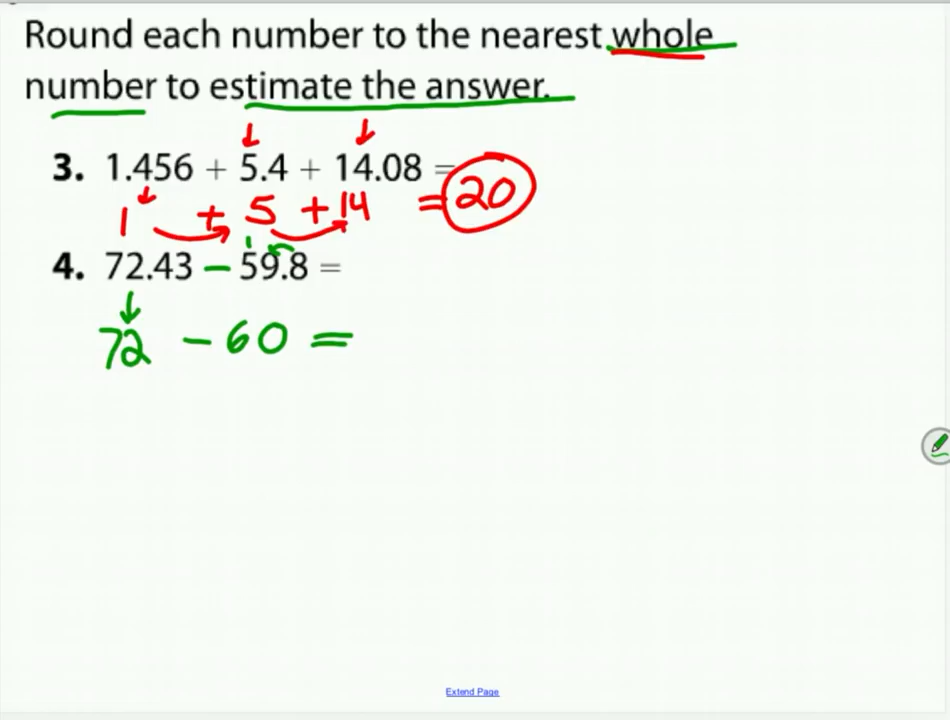 Round each number to the nearest whole
number to estimate the answer.
3. 1.456 + 5.4 + 14.08 =
1 + 5 + 14 = 20
4. 72.43 − 59.8 =
72 − 60 =
Extend Page